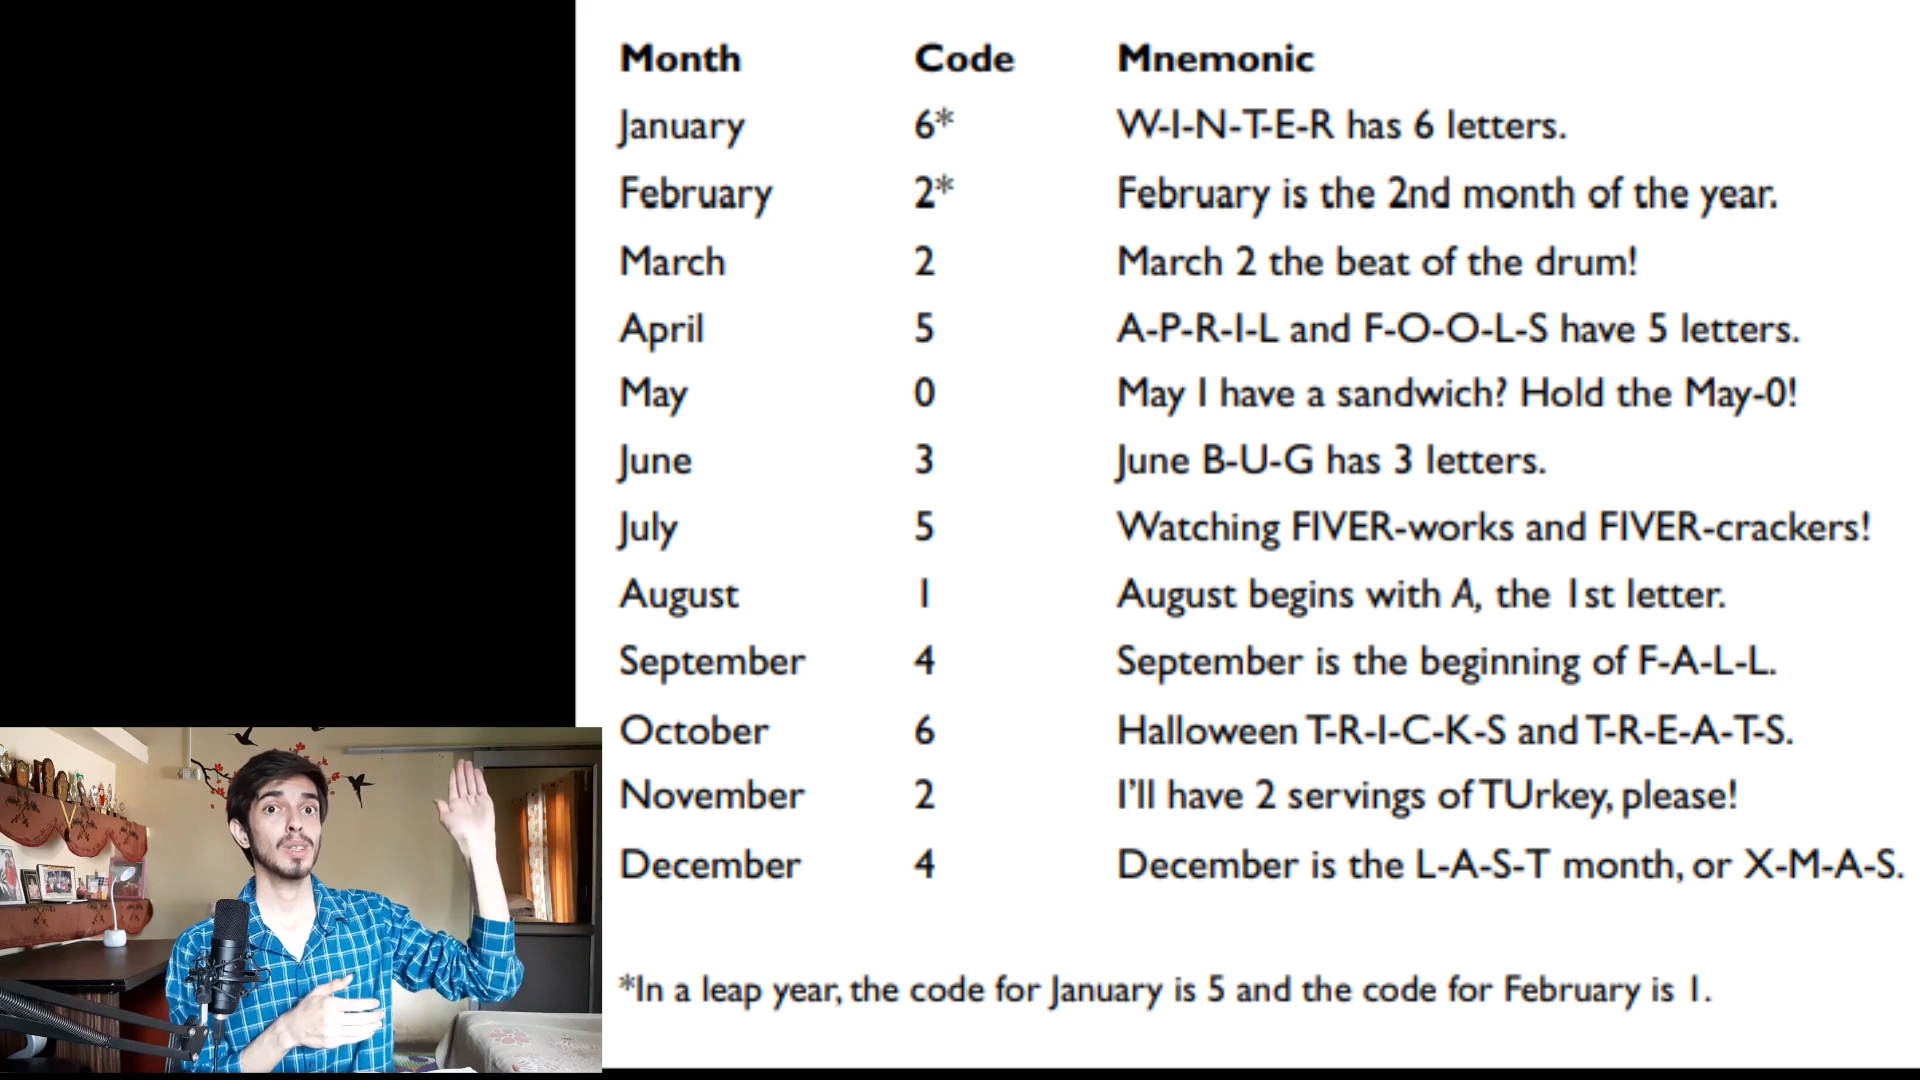 Month Code Mnemonic
January 6* W-I-N-T-E-R has 6 letters.
February 2* February is the 2nd month of the year.
March 2 March 2 the beat of the drum!
April 5 A-P-R-I-L and F-O-O-L-S have 5 letters.
May 0 May I have a sandwich? Hold the May-0!
June 3 June B-U-G has 3 letters.
July 5 Watching FIVER-works and FIVER-crackers!
August 1 August begins with A, the 1st letter.
September 4 September is the beginning of F-A-L-L.
October 6 Halloween T-R-I-C-K-S and T-R-E-A-T-S.
November 2 I'll have 2 servings of TUrkey, please!
December 4 December is the L-A-S-T month, or X-M-A-S.
*In a leap year, the code for January is 5 and the code for February is 1.